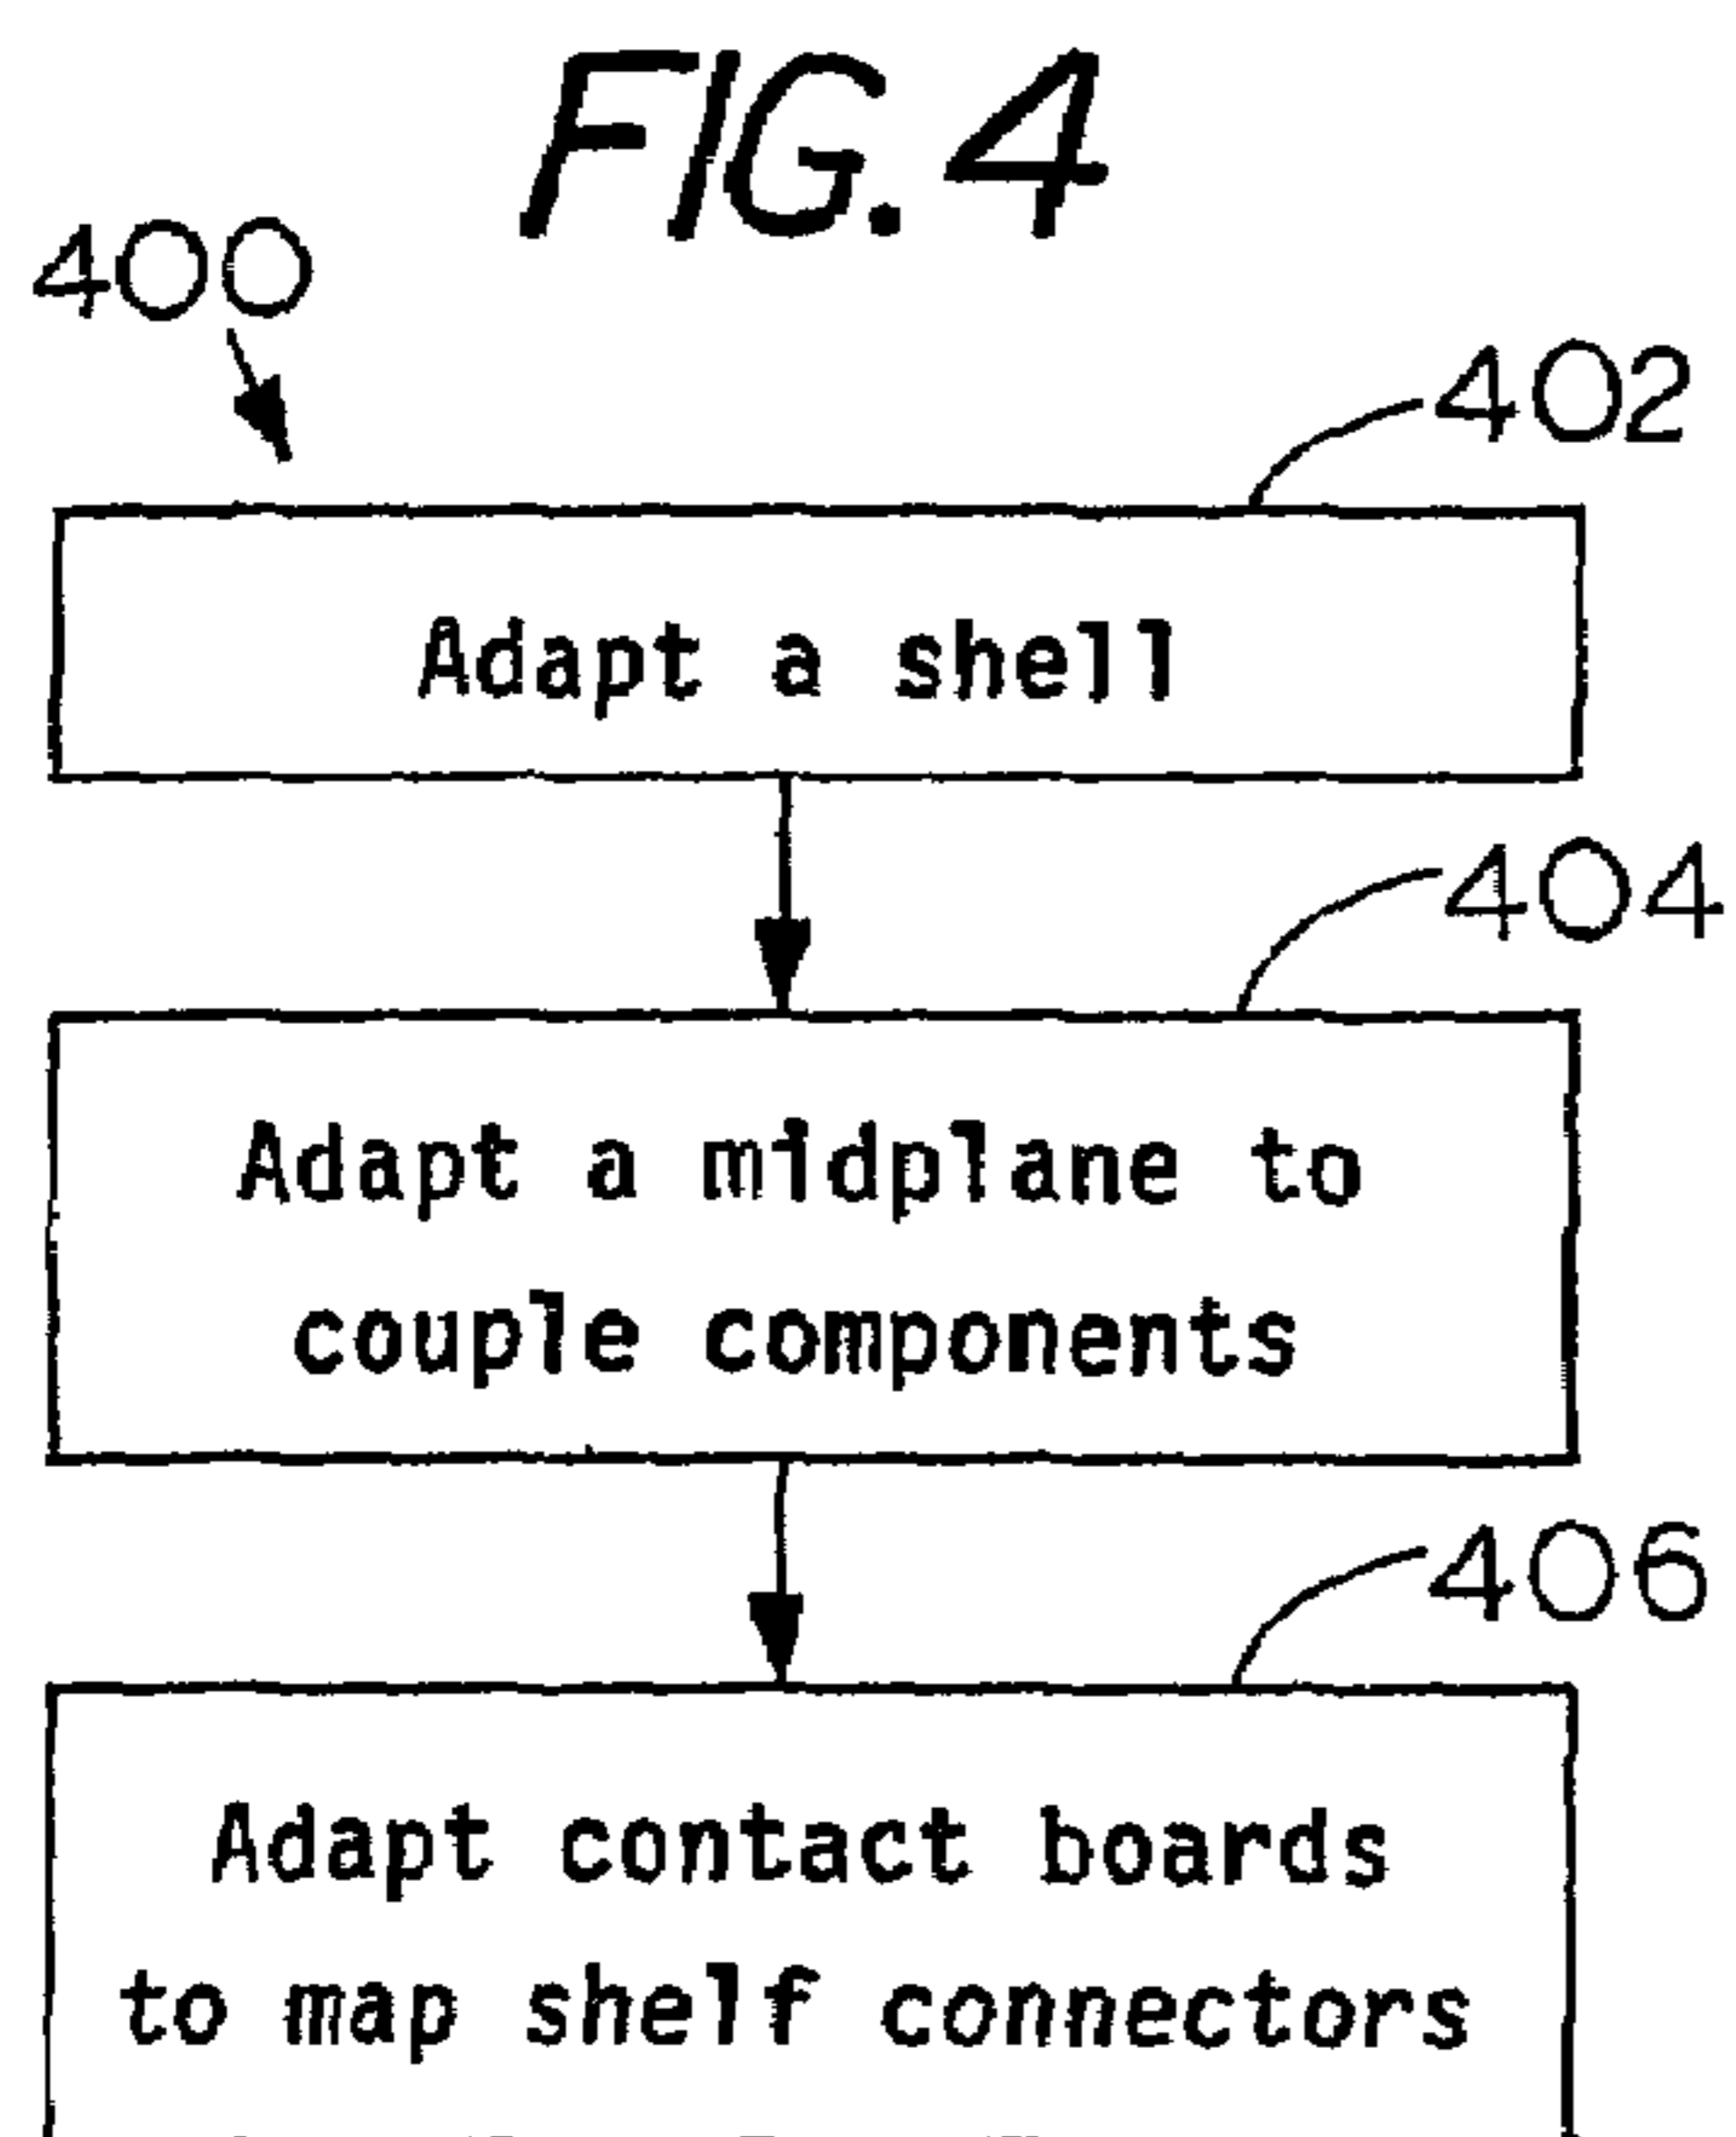 FIG. 4
400
402
Adapt a shell
404
Adapt a midplane to
couple components
406
Adapt contact boards
to map shelf connectors